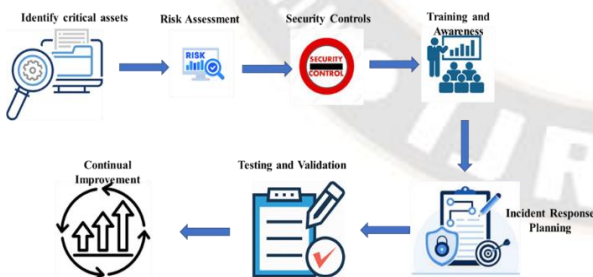 Identify critical assets
Risk Assessment
Security Controls
Training and
Awareness
RISK
SECURITY
CONTROL
Continual
Improvement
Testing and Validation
Incident Response
Planning